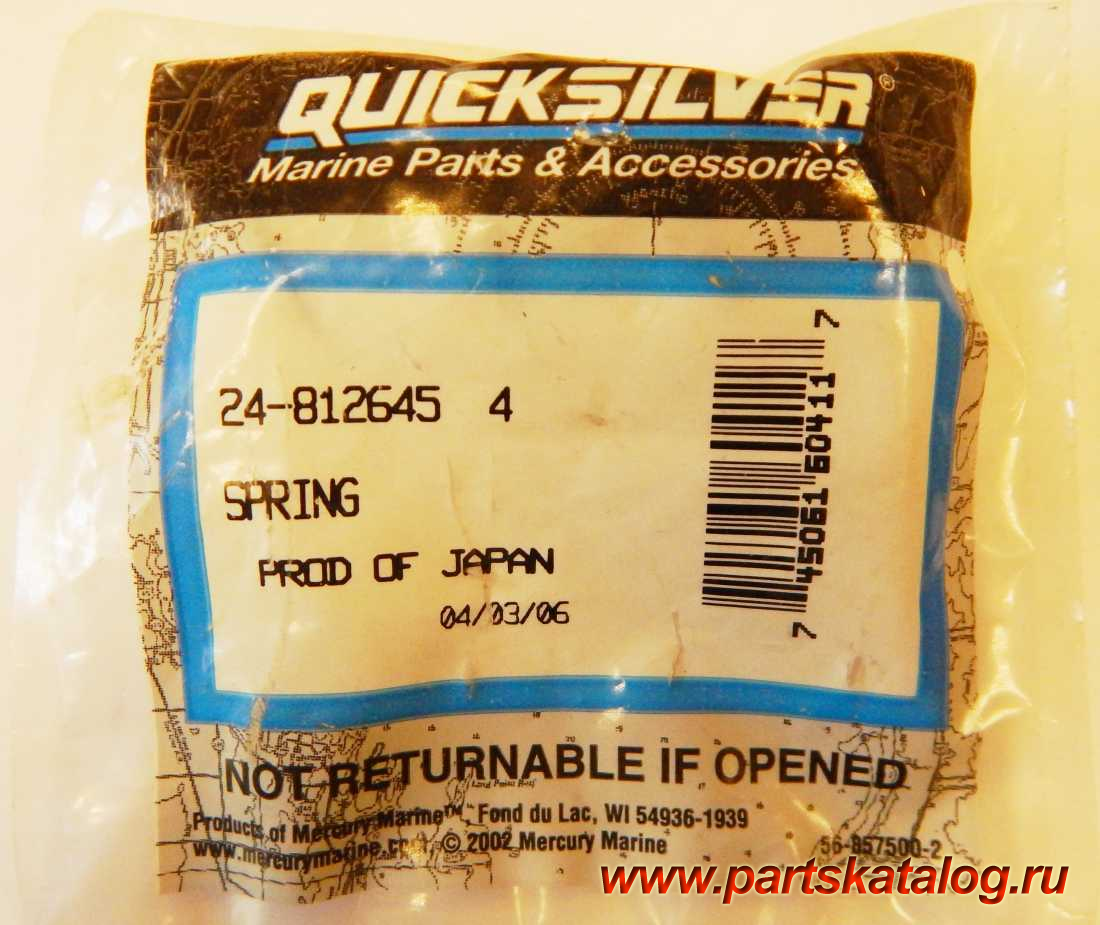 QUICKSILVER®
Marine Parts & Accessories
24-812645 4
SPRING
PROD OF JAPAN
04/03/06
7 45061 60411 7
NOT RETURNABLE IF OPENED
Products of Mercury Marine™, Fond du Lac, WI 54936-1939
www.mercurymarine.com © 2002 Mercury Marine
56-857500-2
www.partskatalog.ru